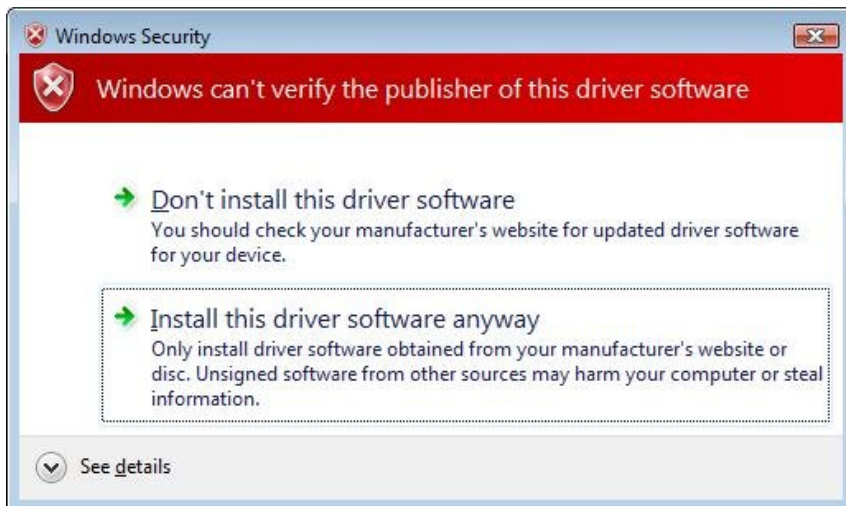 Windows Security
Windows can't verify the publisher of this driver software
Don't install this driver software
You should check your manufacturer's website for updated driver software
for your device.
Install this driver software anyway
Only install driver software obtained from your manufacturer's website or
disc. Unsigned software from other sources may harm your computer or steal
information.
See details